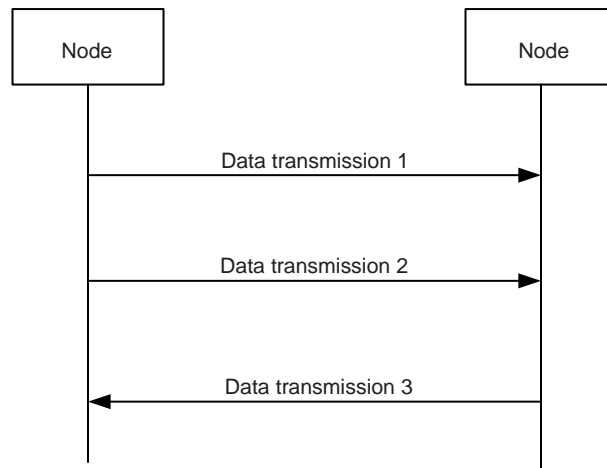 Node
Node
Data transmission 1
Data transmission 2
Data transmission 3